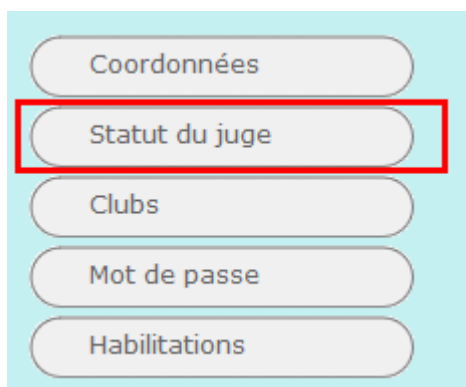 Coordonnées
Statut du juge
Clubs
Mot de passe
Habilitations